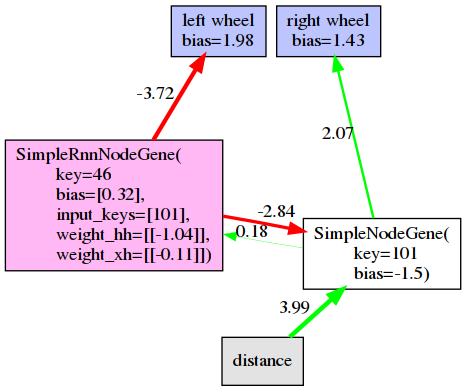 left wheel
bias=1.98
right wheel
bias=1.43
-3.72
2.07
SimpleRnnNodeGene(
key=46
bias=[0.32],
input_keys=[101],
weight_hh=[[-1.04]],
weight_xh=[[-0.11]])
-2.84
0.18
SimpleNodeGene(
key=101
bias=-1.5)
3.99
distance